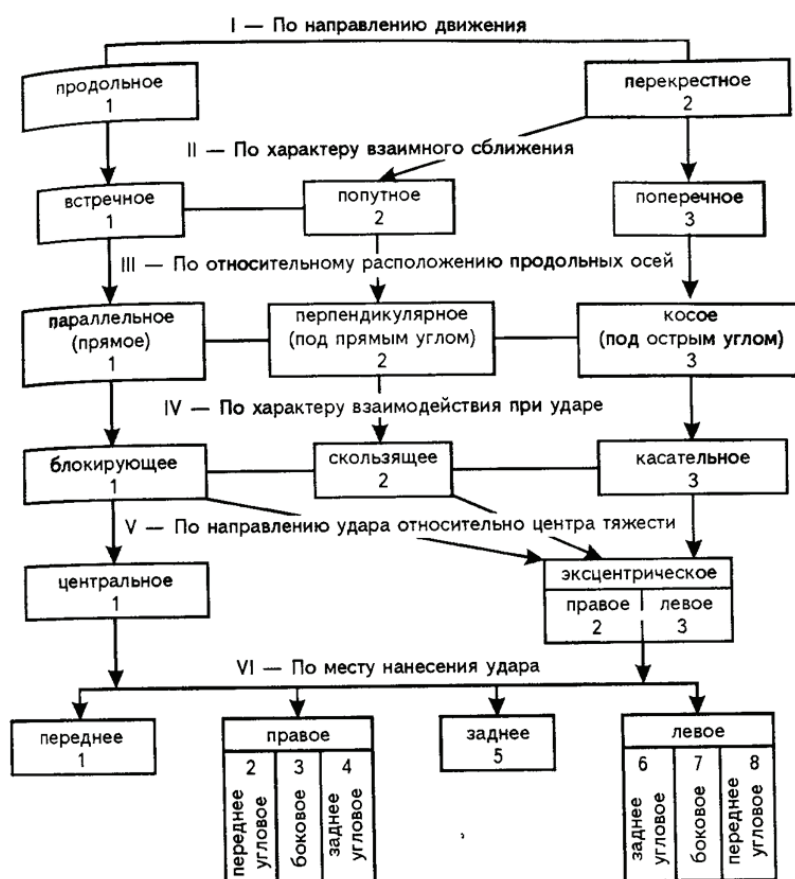 I — По направлению движения
продольное
1
перекрестное
2
II — По характеру взаимного сближения
встречное
1
попутное
2
поперечное
3
III — По относительному расположению продольных осей
параллельное
(прямое)
1
перпендикулярное
(под прямым углом)
2
косое
(под острым углом)
3
IV — По характеру взаимодействия при ударе
блокирующее
1
скользящее
2
касательное
3
V — По направлению удара относительно центра тяжести
центральное
1
эксцентрическое
правое
2
левое
3
VI — По месту нанесения удара
переднее
1
правое
2
переднее
угловое
3
боковое
4
заднее
угловое
заднее
5
левое
6
заднее
угловое
7
боковое
8
переднее
угловое